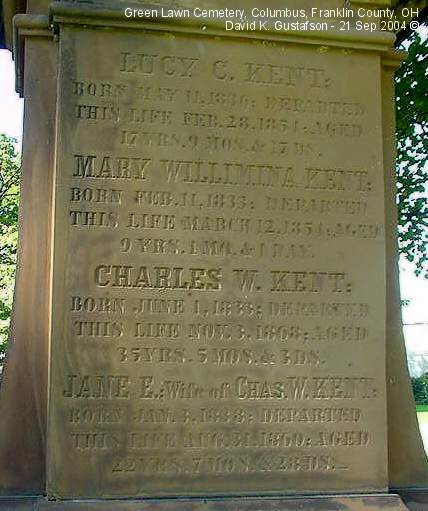 Green Lawn Cemetery, Columbus, Franklin County, OH
David K. Gustafson - 21 Sep 2004 ©
LUCY C. KENT:
BORN MAY 11, 1836; DEPARTED
THIS LIFE FEB. 28, 1854; AGED
17 YRS. 9 MOS. & 17 DS.
MARY WILLIMINA KENT:
BORN FEB. 11, DEPARTED
THIS LIFE MARCH 12, 1854; AGED
9 YRS. 1 MO. & 1 DAY.
CHARLES W. KENT:
BORN JUNE 1, 1833; DEPARTED
THIS LIFE NOV. 3, 1868; AGED
35 YRS. 5 MOS. & 3 DS.
JANE E.; Wife of CHAS. W. KENT:
BORN JAN. 3, 1838; DEPARTED
THIS LIFE AUG. 31, 1860; AGED
22 YRS. 7 MOS. & 28 DS.